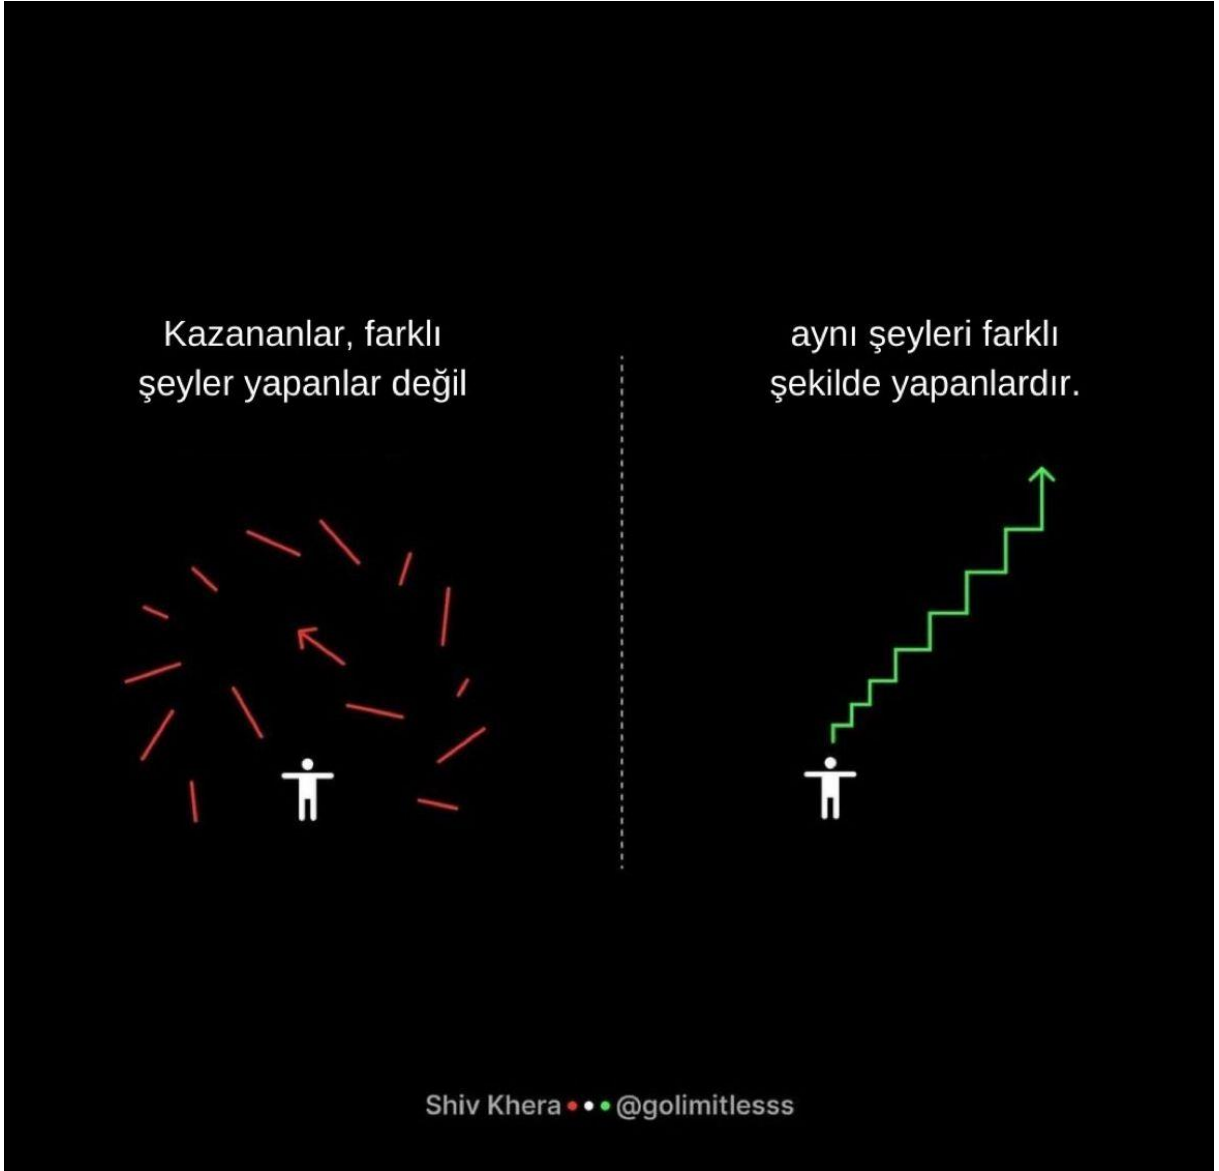 Kazananlar, farklı
şeyler yapanlar değil
aynı şeyleri farklı
şekilde yapanlardır.
Shiv Khera @golimitlesss